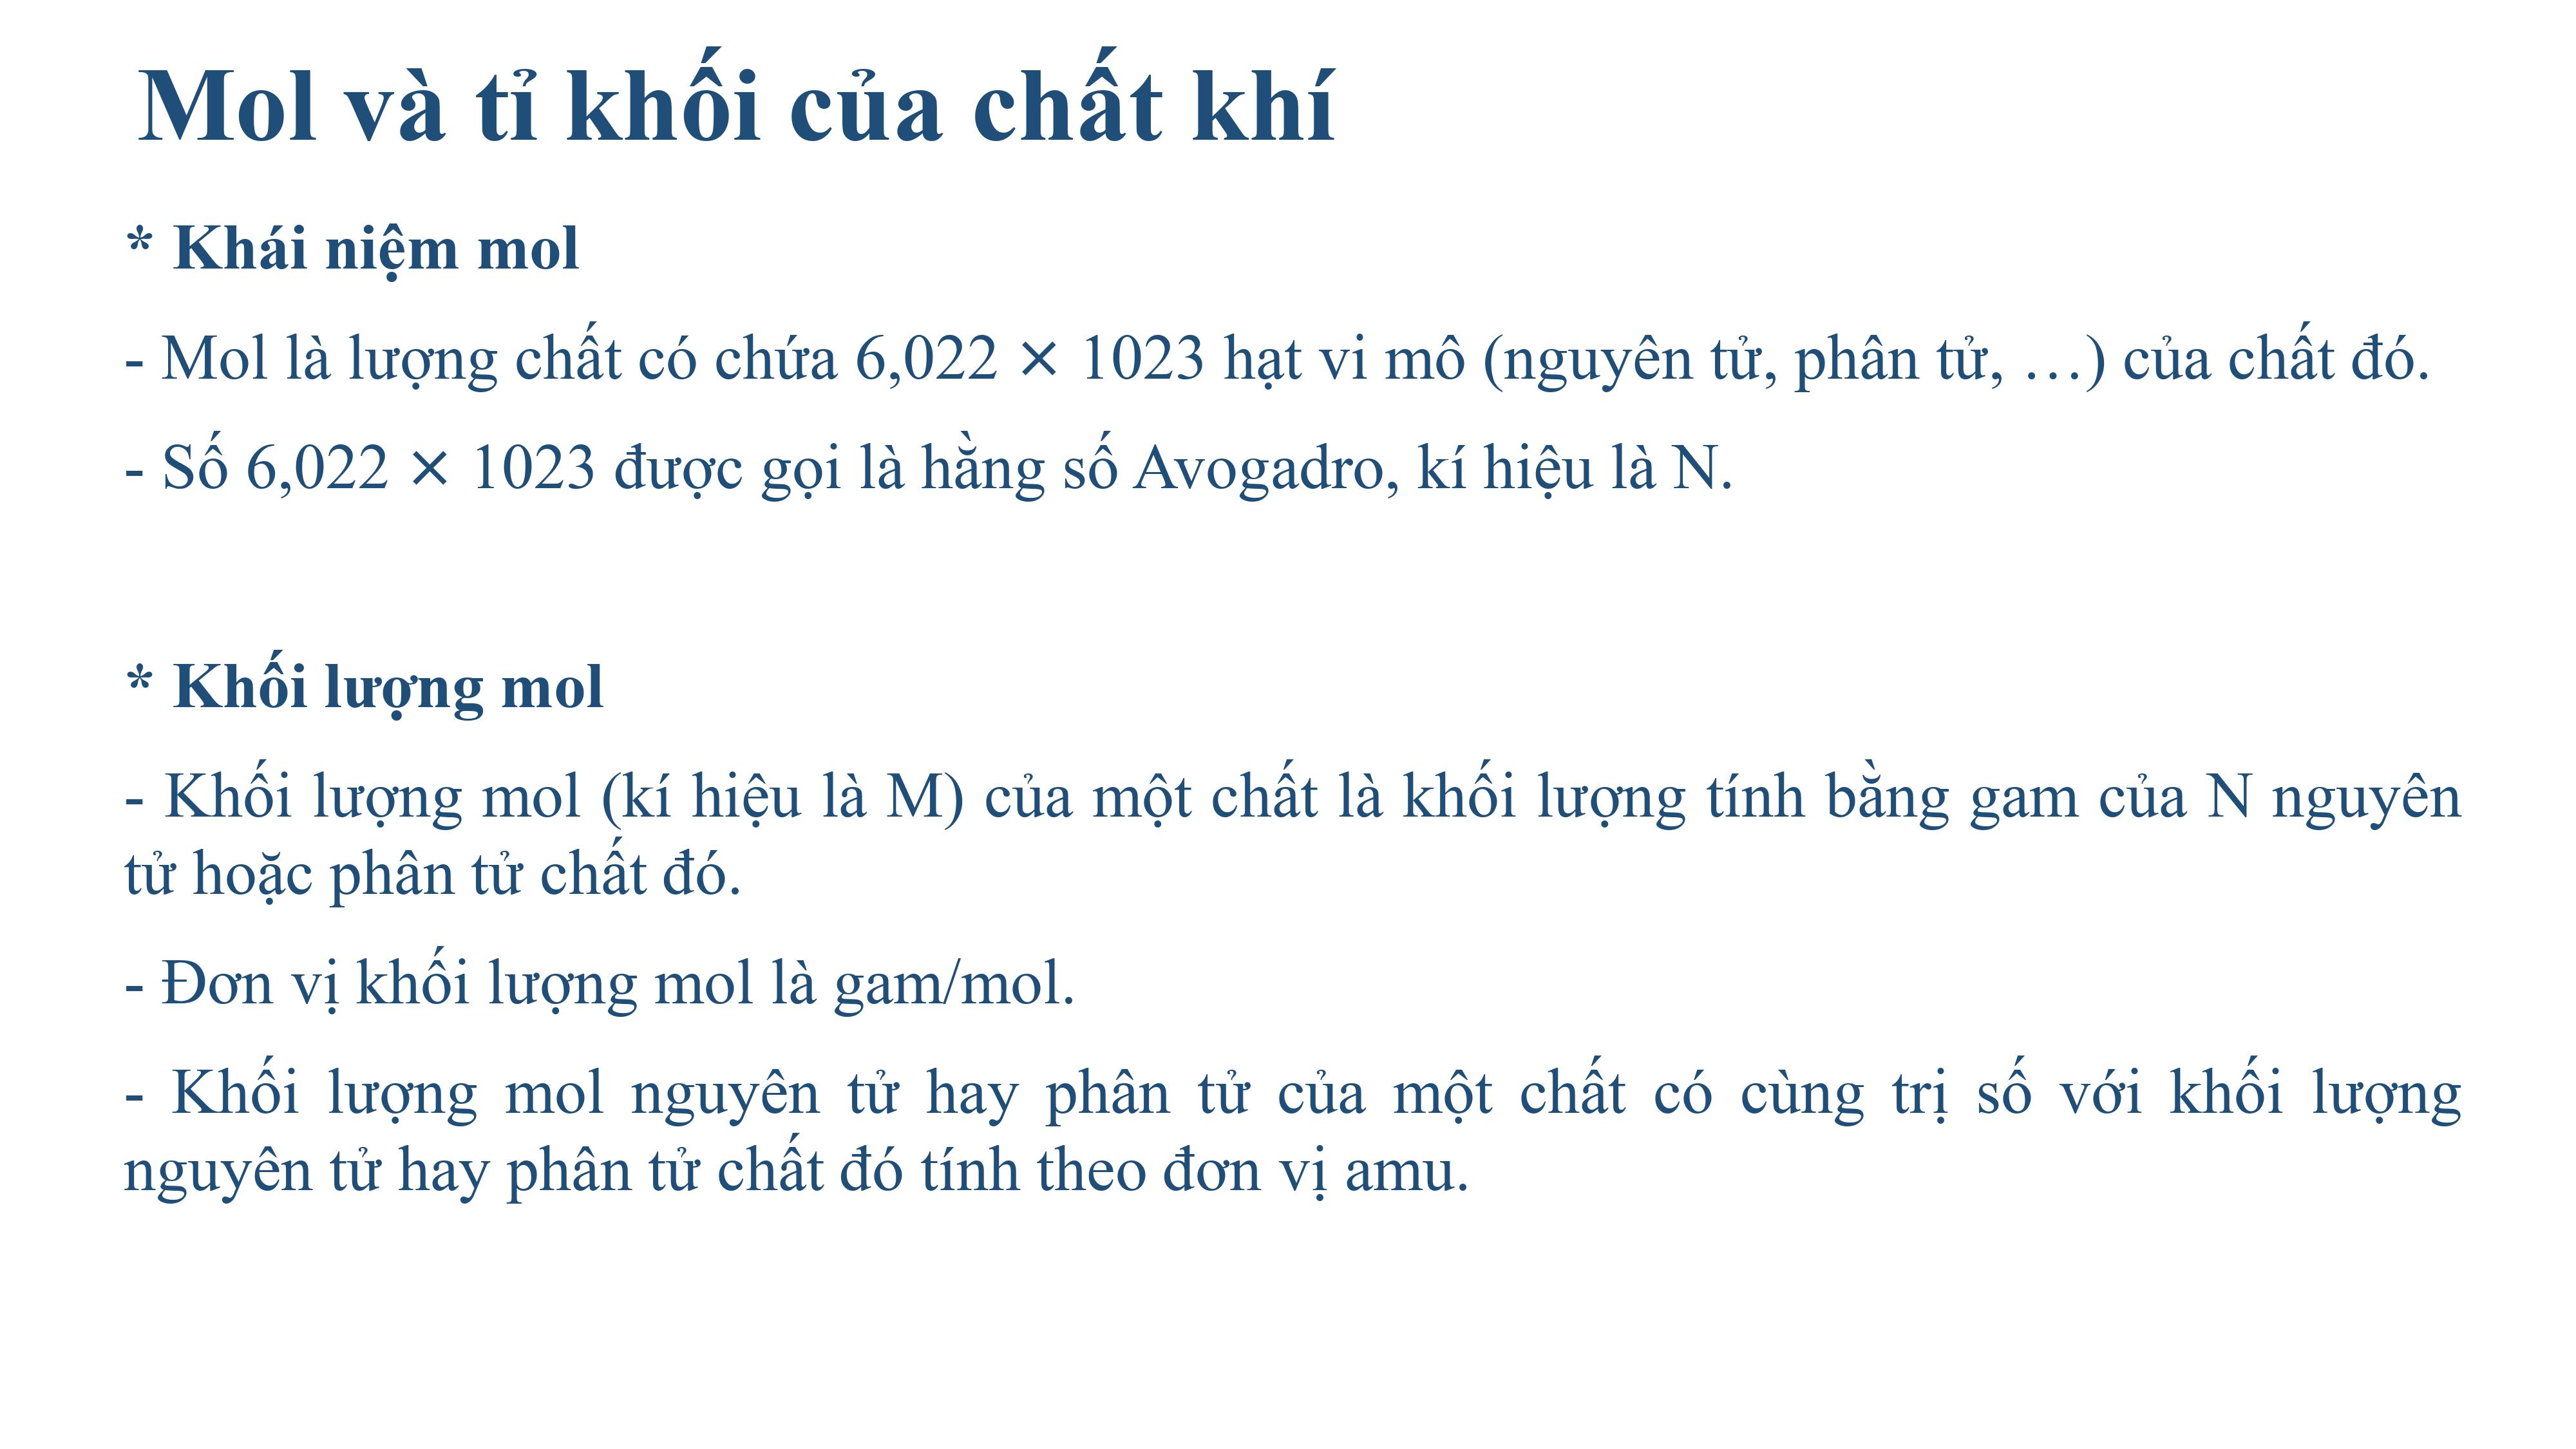 Mol và tỉ khối của chất khí
* Khái niệm mol
- Mol là lượng chất có chứa 6,022 × 1023 hạt vi mô (nguyên tử, phân tử, …) của chất đó.
- Số 6,022 × 1023 được gọi là hằng số Avogadro, kí hiệu là N.
* Khối lượng mol
- Khối lượng mol (kí hiệu là M) của một chất là khối lượng tính bằng gam của N nguyên
tử hoặc phân tử chất đó.
- Đơn vị khối lượng mol là gam/mol.
- Khối lượng mol nguyên tử hay phân tử của một chất có cùng trị số với khối lượng
nguyên tử hay phân tử chất đó tính theo đơn vị amu.